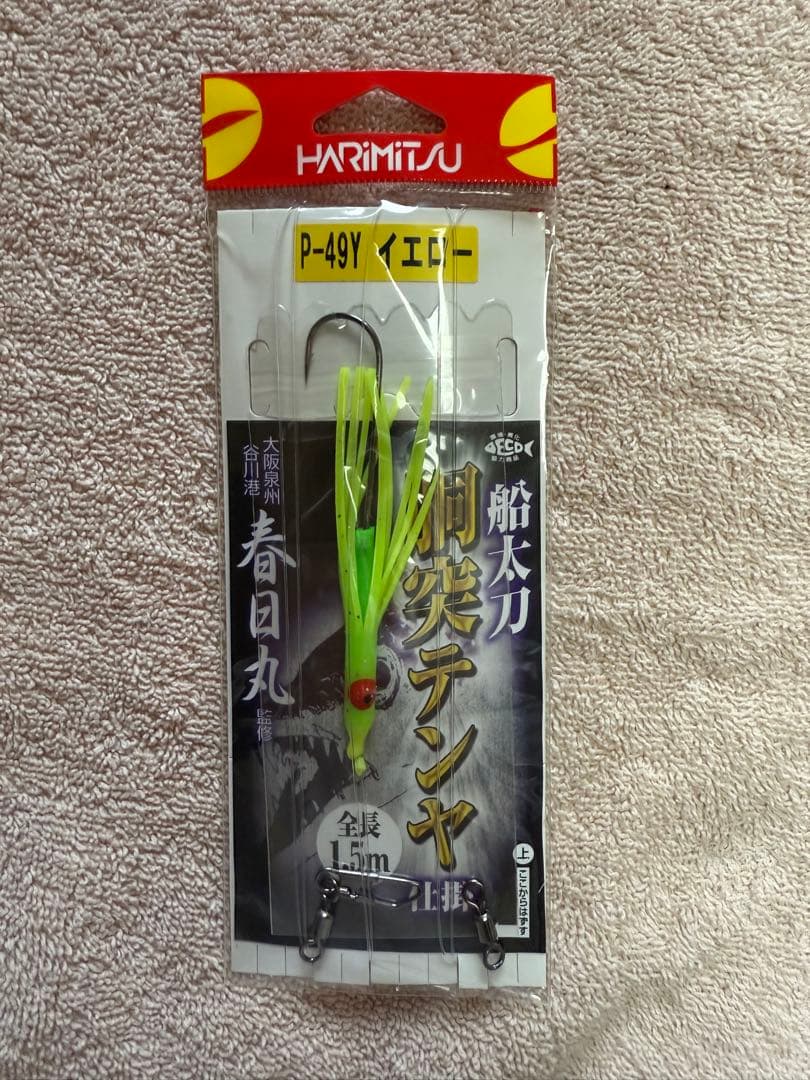 HARiMiTSU
P-49Y イエロー
船太刀
胴突テンヤ
仕掛
大阪泉州
谷川港
春日丸
監修
全長
1.5m
上
ここからはずす